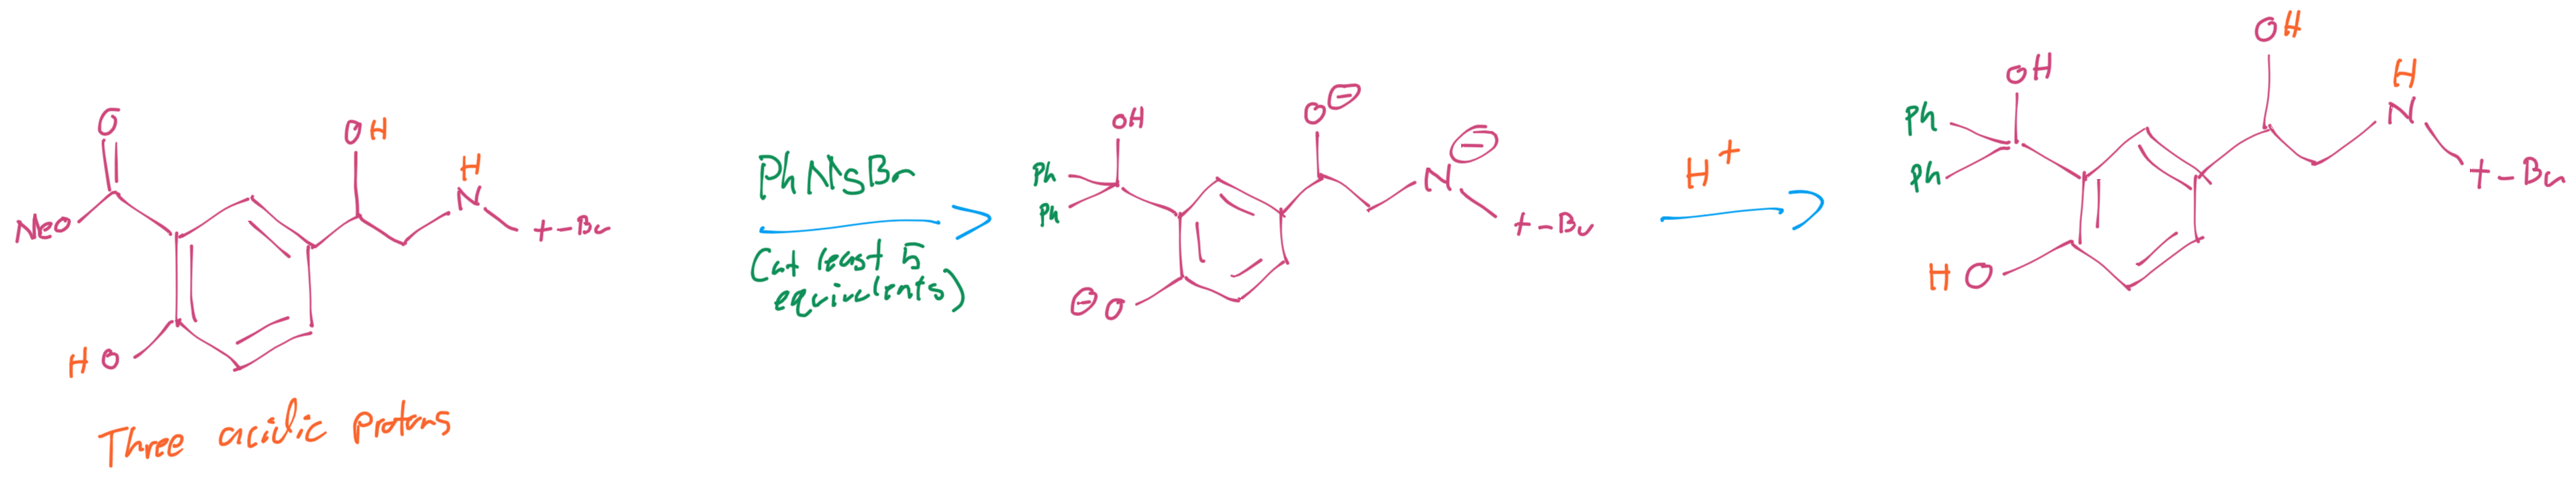 O
MeO
OH
H
N
t-Bu
HO
Three acidic protons
PhMgBr
(at least 5
equivalents)
OH
Ph
Ph
O⊖
N
⊖
t-Bu
⊖O
H+
OH
Ph
Ph
OH
H
N
t-Bu
HO